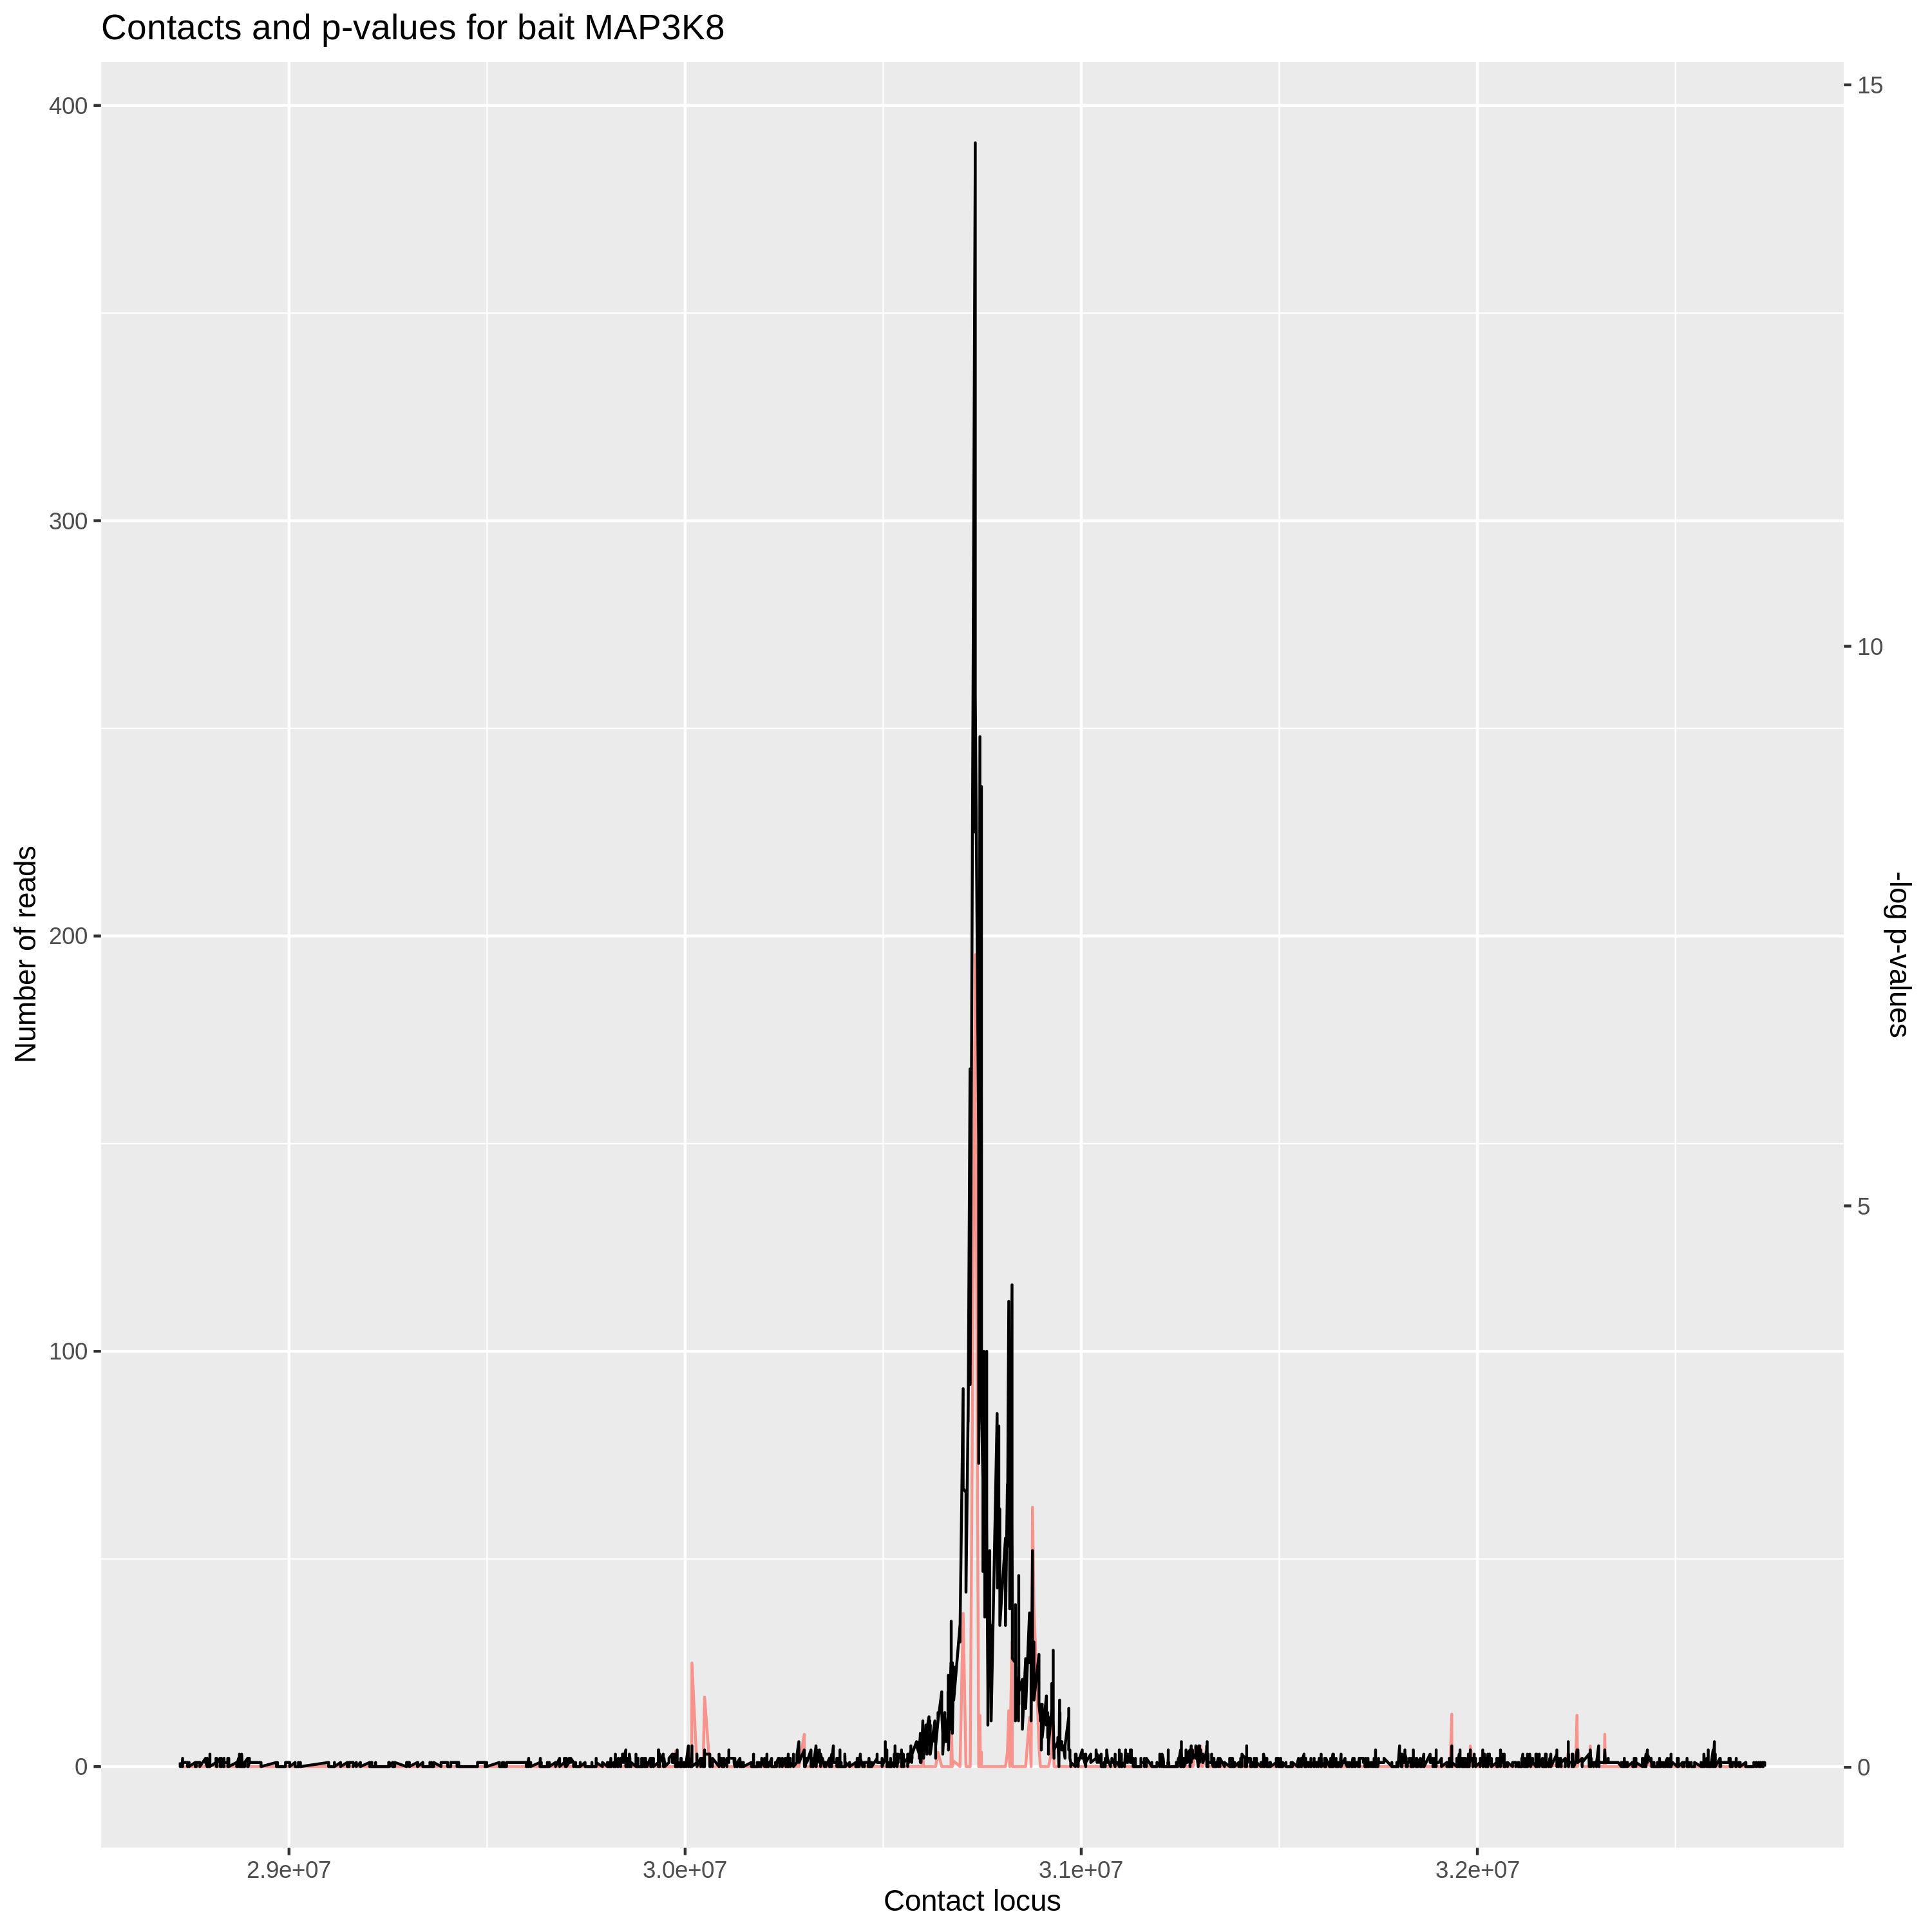 Contacts and p-values for bait MAP3K8
400
300
200
100
0
15
10
5
0
Number of reads
-log p-values
2.9e+07
3.0e+07
3.1e+07
3.2e+07
Contact locus